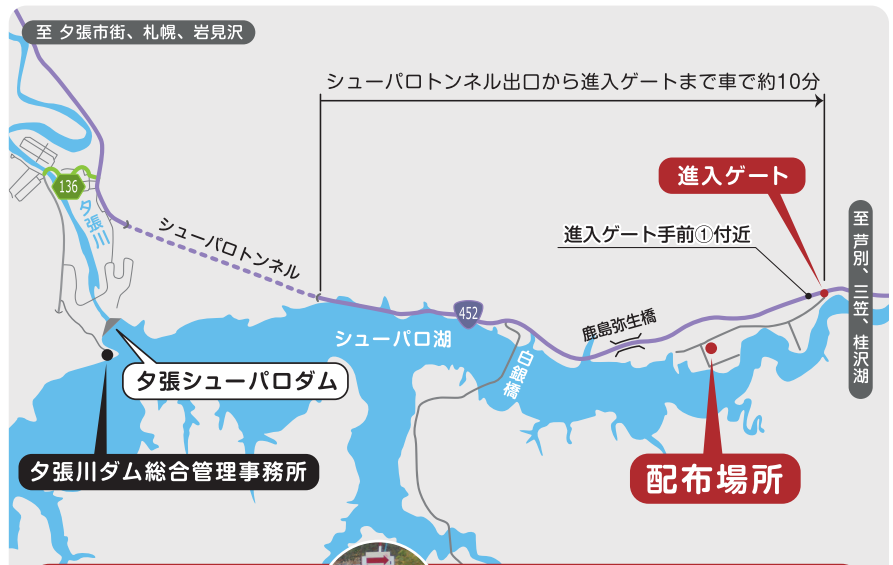 至 夕張市街、札幌、岩見沢
シューパロトンネル出口から進入ゲートまで車で約10分
進入ゲート
136
夕張川
シューパロトンネル
進入ゲート手前①付近
至 芦別、三笠、桂沢湖
452
シューパロ湖
鹿島弥生橋
白銀橋
夕張シューパロダム
夕張川ダム総合管理事務所
配布場所